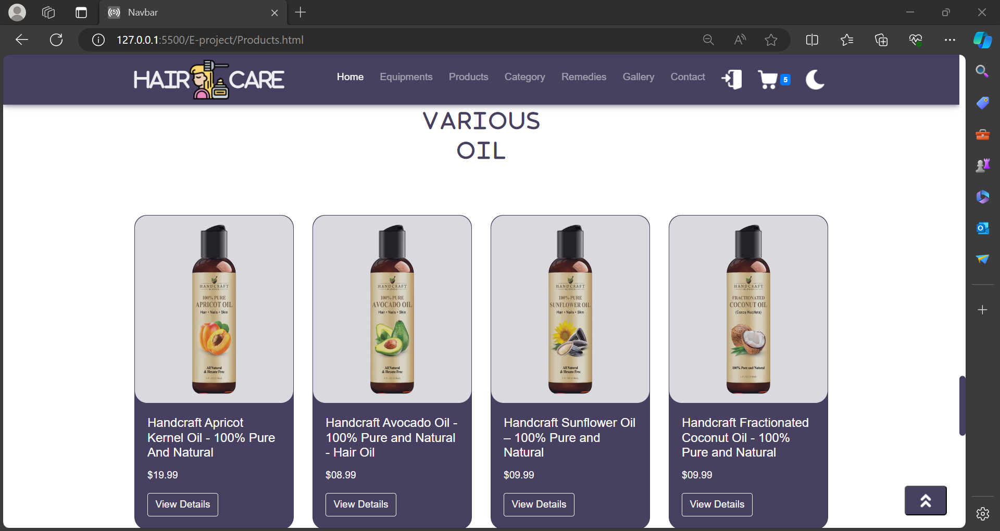 Navbar
127.0.0.1:5500/E-project/Products.html
HAIR CARE
Home Equipments Products Category Remedies Gallery Contact 5
VARIOUS
OIL
HANDCRAFT
BLENDS
100% PURE
APRICOT OIL
Hair • Nails • Skin
All Natural
& Hexane Free
HANDCRAFT
BLENDS
100% PURE
AVOCADO OIL
Hair • Nails • Skin
All Natural
& Hexane Free
HANDCRAFT
BLENDS
100% PURE
SUNFLOWER OIL
Hair • Nails • Skin
All Natural
& Hexane Free
HANDCRAFT
BLENDS
FRACTIONATED
COCONUT OIL
(Cocos Nucifera)
100% Pure and Natural
Handcraft Apricot
Kernel Oil - 100% Pure
And Natural
$19.99
View Details
Handcraft Avocado Oil -
100% Pure and Natural
- Hair Oil
$08.99
View Details
Handcraft Sunflower Oil
– 100% Pure and
Natural
$09.99
View Details
Handcraft Fractionated
Coconut Oil - 100%
Pure and Natural
$09.99
View Details